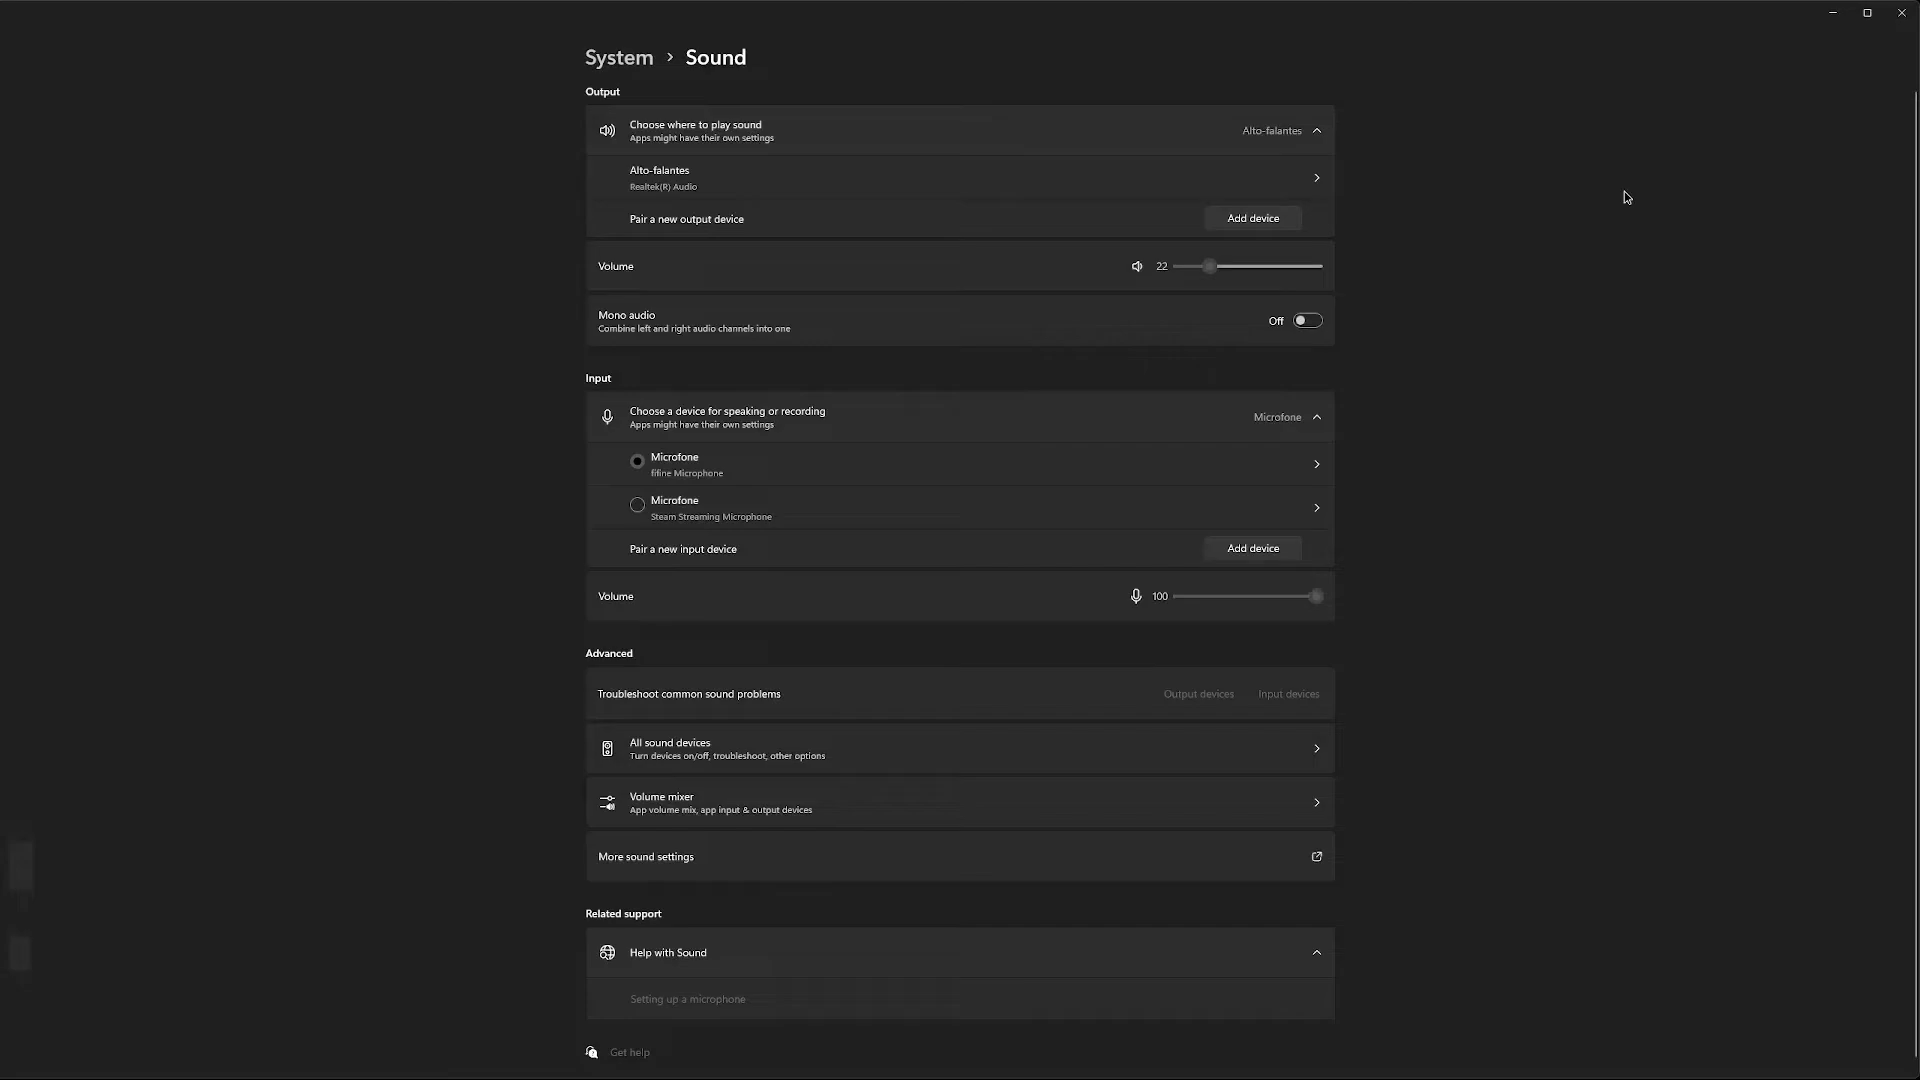 System > Sound
Output
Choose where to play sound
Apps might have their own settings
Alto-falantes
Alto-falantes
Realtek(R) Audio
Pair a new output device
Add device
Volume
22
Mono audio
Combine left and right audio channels into one
Off
Input
Choose a device for speaking or recording
Apps might have their own settings
Microfone
Microfone
fifine Microphone
Microfone
Steam Streaming Microphone
Pair a new input device
Add device
Volume
100
Advanced
Troubleshoot common sound problems
Output devices
Input devices
All sound devices
Turn devices on/off, troubleshoot, other options
Volume mixer
App volume mix, app input & output devices
More sound settings
Related support
Help with Sound
Setting up a microphone
Get help